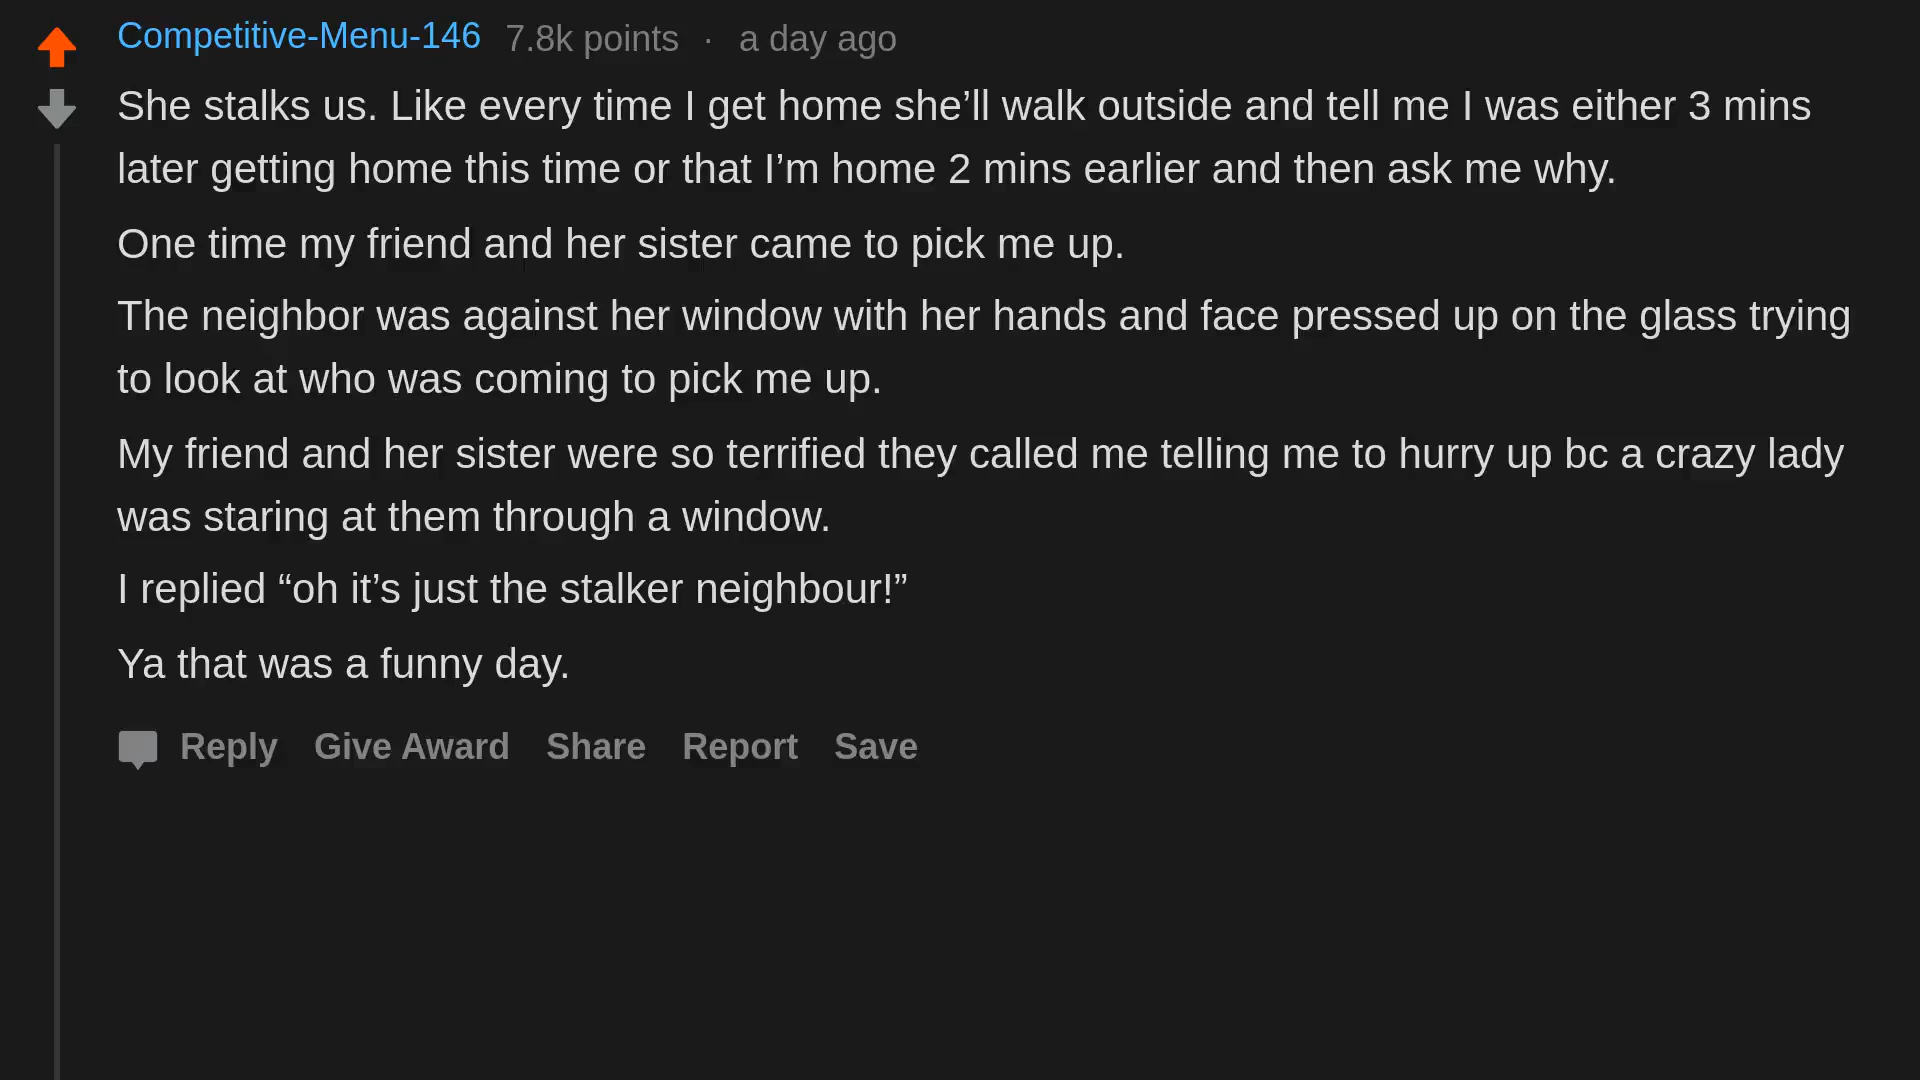 Competitive-Menu-146 7.8k points · a day ago
She stalks us. Like every time I get home she’ll walk outside and tell me I was either 3 mins
later getting home this time or that I’m home 2 mins earlier and then ask me why.
One time my friend and her sister came to pick me up.
The neighbor was against her window with her hands and face pressed up on the glass trying
to look at who was coming to pick me up.
My friend and her sister were so terrified they called me telling me to hurry up bc a crazy lady
was staring at them through a window.
I replied “oh it’s just the stalker neighbour!”
Ya that was a funny day.
Reply Give Award Share Report Save